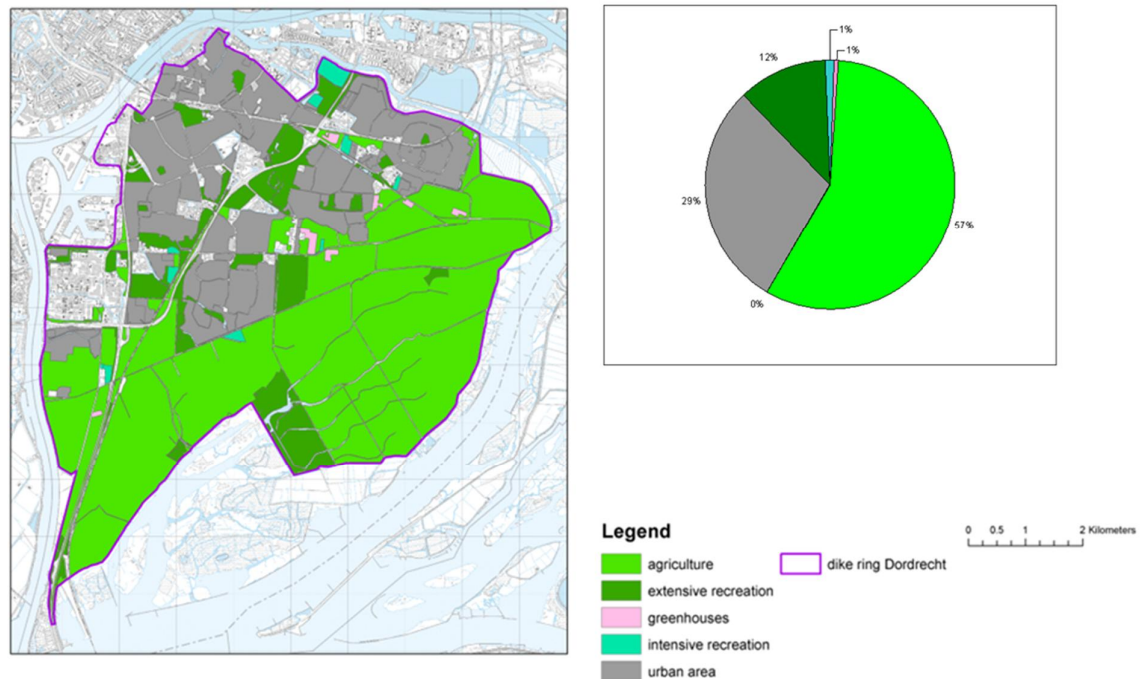 1%
1%
12%
29%
57%
0%
Legend
agriculture
extensive recreation
greenhouses
intensive recreation
urban area
dike ring Dordrecht
0 0.5 1 2 Kilometers